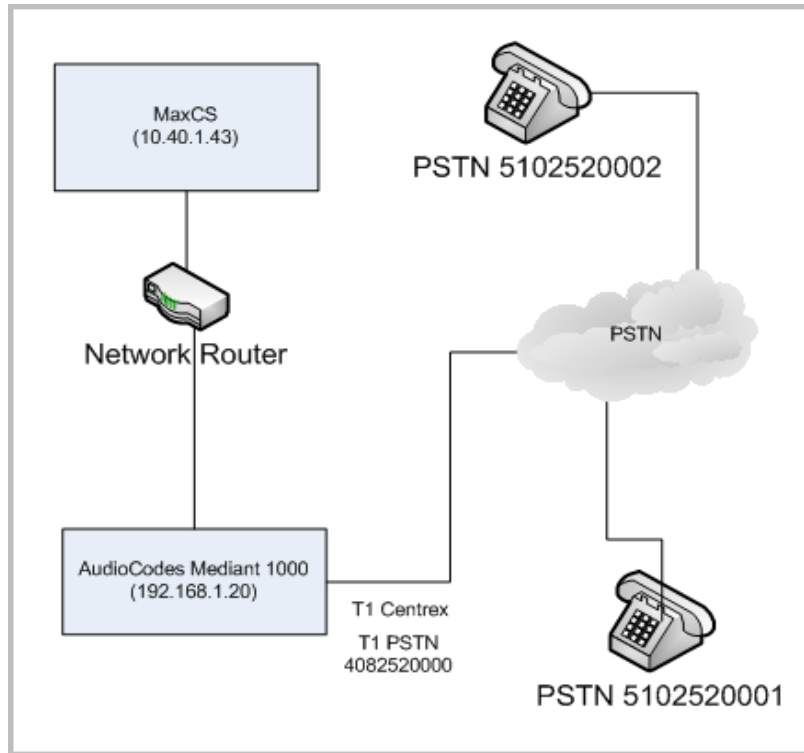 MaxCS
(10.40.1.43)
PSTN 5102520002
Network Router
PSTN
AudioCodes Mediant 1000
(192.168.1.20)
T1 Centrex
T1 PSTN
4082520000
PSTN 5102520001